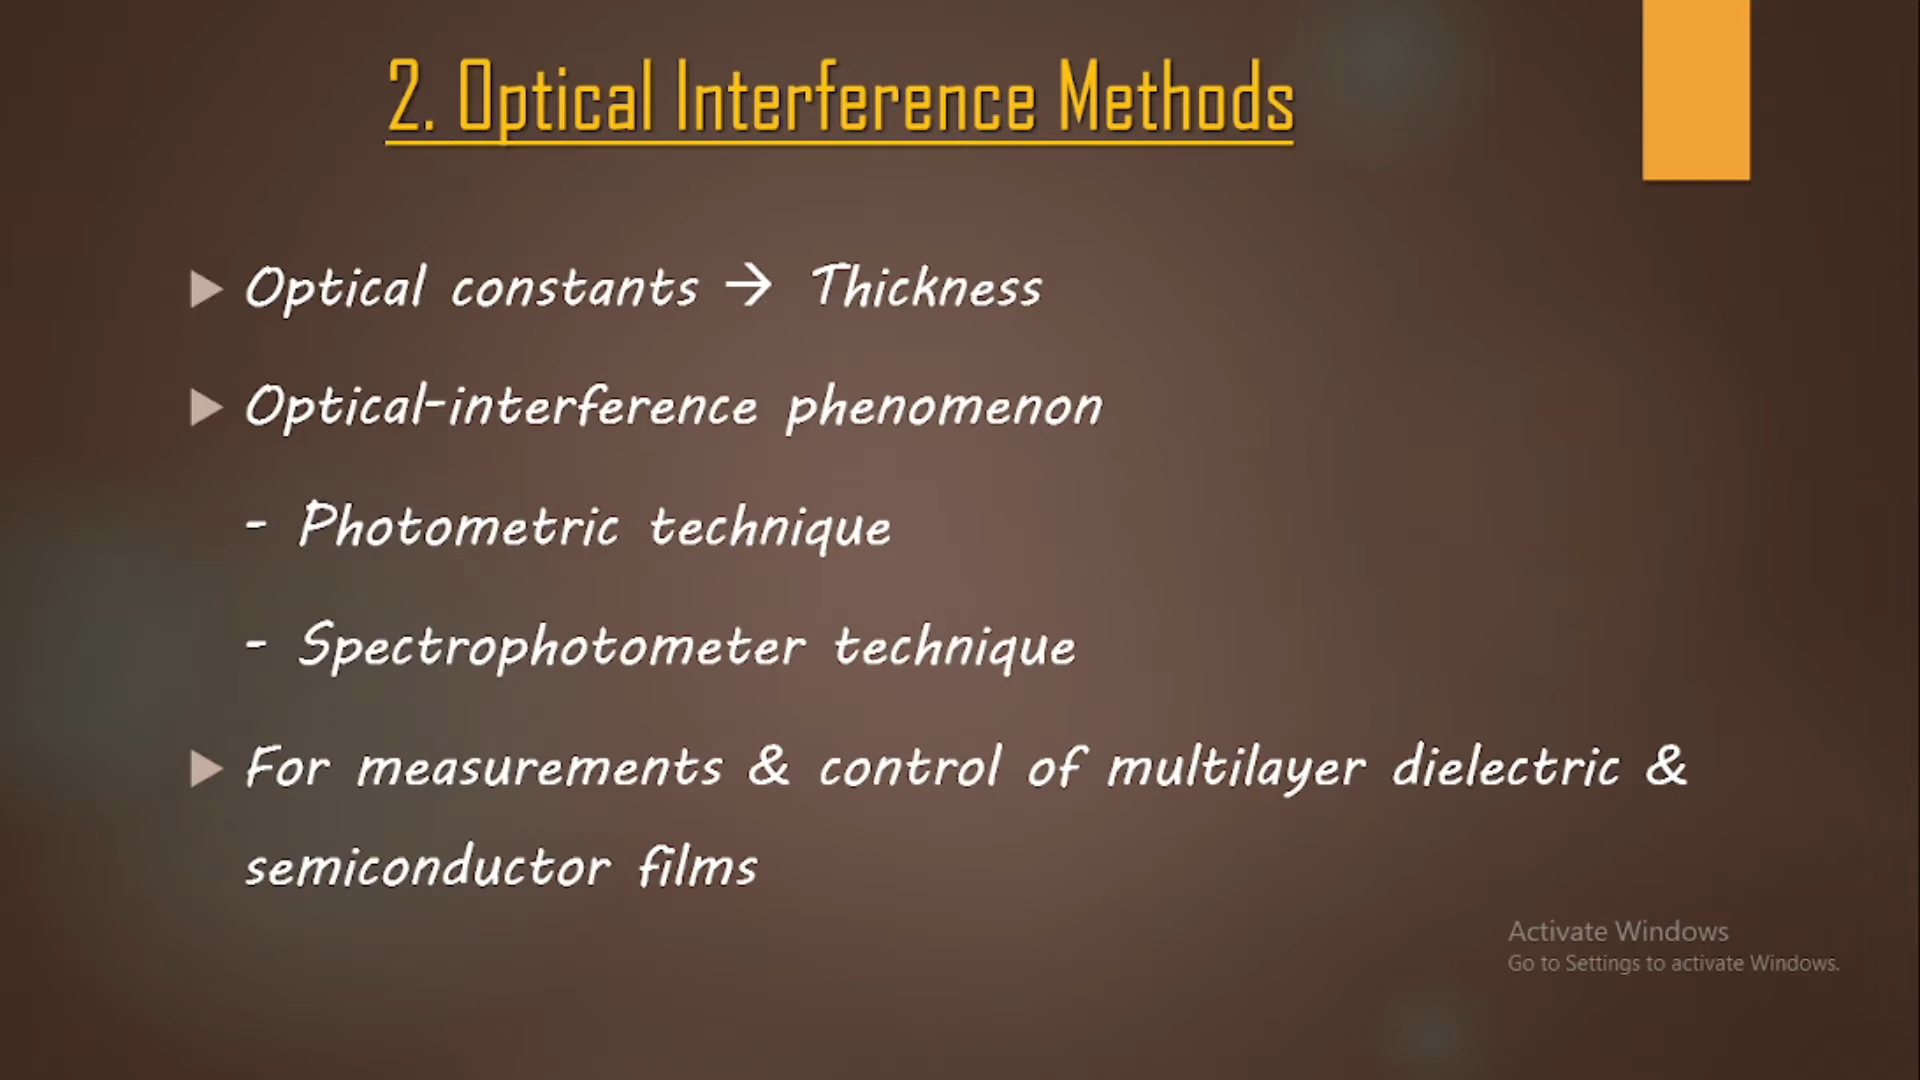 2. Optical Interference Methods
Optical constants → Thickness
Optical-interference phenomenon
- Photometric technique
- Spectrophotometer technique
For measurements & control of multilayer dielectric &
semiconductor films
Activate Windows
Go to Settings to activate Windows.